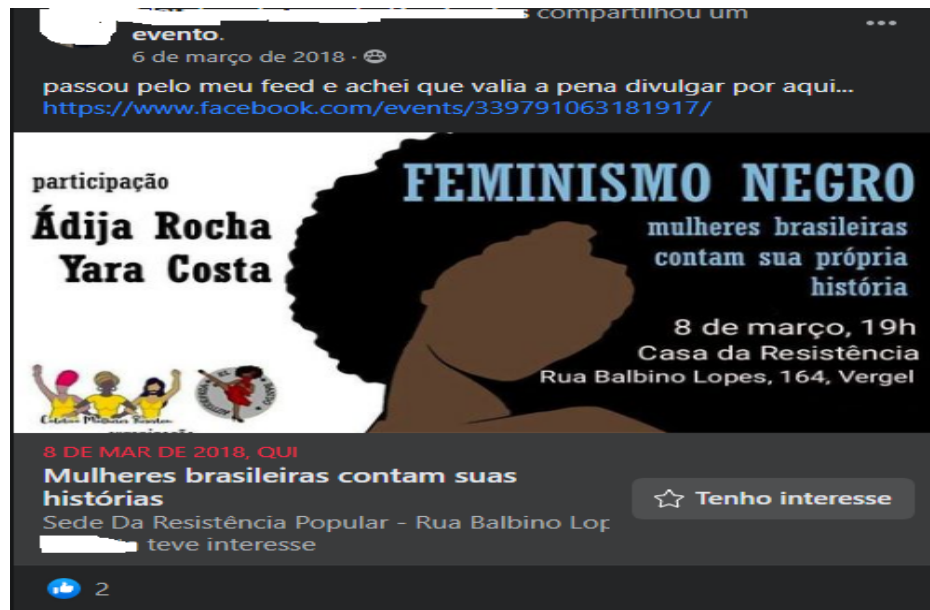 compartilhou um
evento.
6 de março de 2018 ·
passou pelo meu feed e achei que valia a pena divulgar por aqui...
https://www.facebook.com/events/339791063181917/
participação
Ádija Rocha
Yara Costa
FEMINISMO NEGRO
mulheres brasileiras
contam sua própria
história
8 de março, 19h
Casa da Resistência
Rua Balbino Lopes, 164, Vergel
8 DE MAR DE 2018, QUI
Mulheres brasileiras contam suas
histórias
Tenho interesse
Sede Da Resistência Popular - Rua Balbino Lop
teve interesse
2